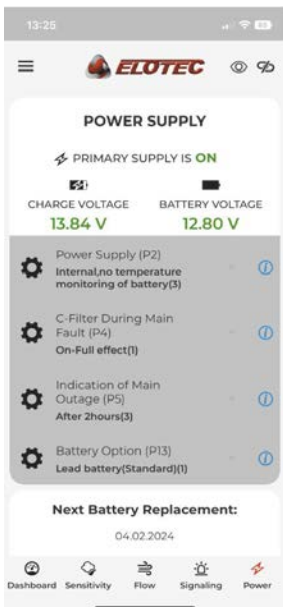 13:25
80
ELOTEC
POWER SUPPLY
PRIMARY SUPPLY IS ON
CHARGE VOLTAGE
BATTERY VOLTAGE
13.84 V
12.80 V
Power Supply (P2)
Internal,no temperature
monitoring of battery(3)
C-Filter During Main
Fault (P4)
On-Full effect(1)
Indication of Main
Outage (P5)
After 2hours(3)
Battery Option (P13)
Lead battery(Standard)(1)
Next Battery Replacement:
04.02.2024
Dashboard
Sensitivity
Flow
Signaling
Power